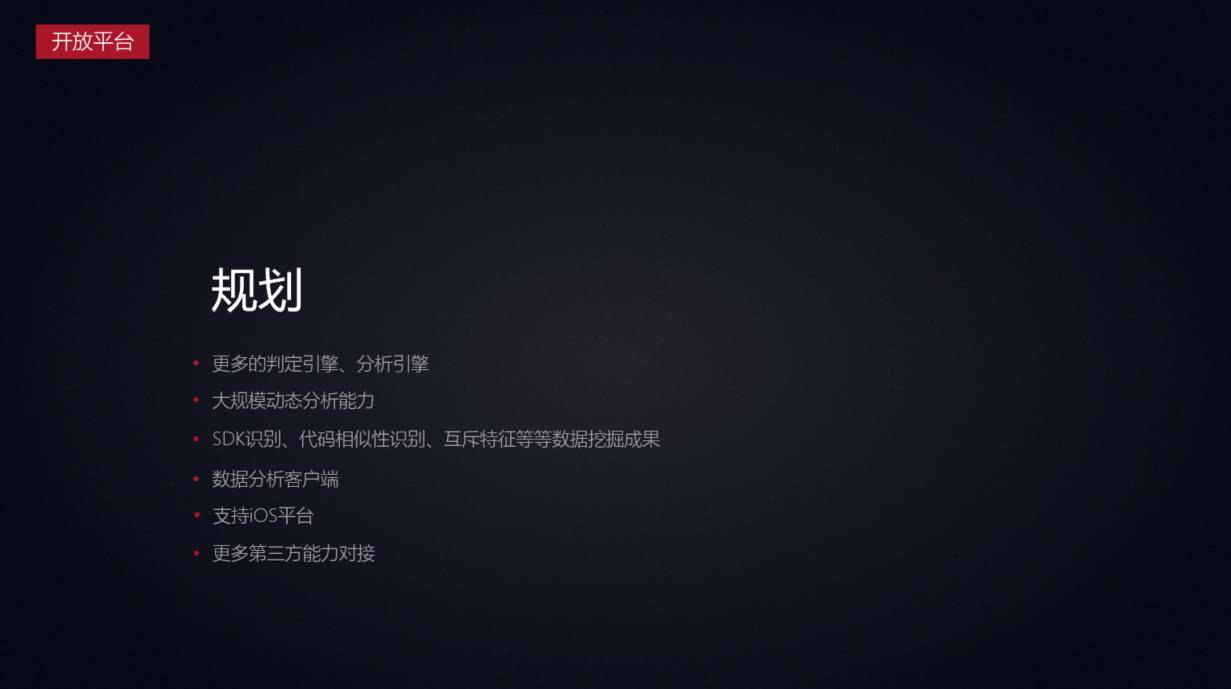 开放平台
规划
• 更多的判定引擎、分析引擎
• 大规模动态分析能力
• SDK识别、代码相似性识别、互斥特征等等数据挖掘成果
• 数据分析客户端
• 支持iOS平台
• 更多第三方能力对接